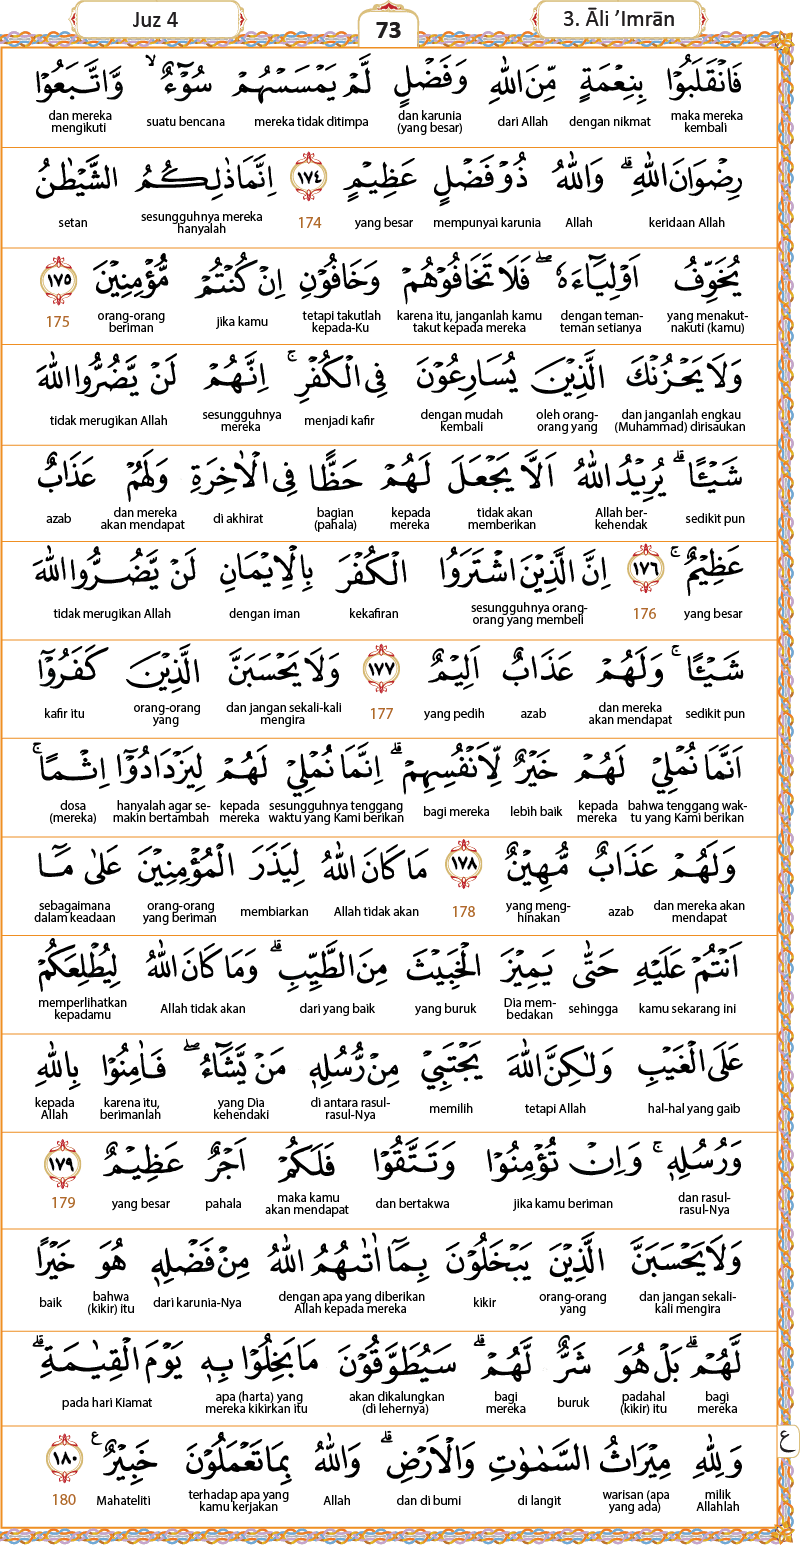 Juz 4
73
3. Āli ’Imrān
فَانْقَلَبُوْا بِنِعْمَةٍ مِّنَ اللّٰهِ وَفَضْلٍ لَّمْ يَمْسَسْهُمْ سُوْۤءٌۙ وَّاتَّبَعُوْا
maka mereka kembali dengan nikmat dari Allah dan karunia (yang besar) mereka tidak ditimpa suatu bencana dan mereka mengikuti
رِضْوَانَ اللّٰهِۗ وَاللّٰهُ ذُوْ فَضْلٍ عَظِيْمٍ ١٧٤ اِنَّمَا ذٰلِكُمُ الشَّيْطٰنُ
keridaan Allah Allah mempunyai karunia yang besar 174 sesungguhnya mereka hanyalah setan
يُخَوِّفُ اَوْلِيَاۤءَهٗۖ فَلَا تَخَافُوْهُمْ وَخَافُوْنِ اِنْ كُنْتُمْ مُّؤْمِنِيْنَ ١٧٥
yang menakut-nakuti (kamu) dengan teman-teman setianya karena itu, janganlah kamu takut kepada mereka tetapi takutlah kepada-Ku jika kamu orang-orang beriman 175
وَلَا يَحْزُنْكَ الَّذِيْنَ يُسَارِعُوْنَ فِى الْكُفْرِۚ اِنَّهُمْ لَنْ يَّضُرُّوا اللّٰهَ
dan janganlah engkau (Muhammad) dirisaukan oleh orang-orang yang dengan mudah kembali menjadi kafir sesungguhnya mereka tidak merugikan Allah
شَيْـًٔاۗ يُرِيْدُ اللّٰهُ اَلَّا يَجْعَلَ لَهُمْ حَظًّا فِى الْاٰخِرَةِ وَلَهُمْ عَذَابٌ
sedikit pun Allah ber-kehendak tidak akan memberikan kepada mereka bagian (pahala) di akhirat dan mereka akan mendapat azab
عَظِيْمٌۚ ١٧٦ اِنَّ الَّذِيْنَ اشْتَرَوُا الْكُفْرَ بِالْاِيْمَانِ لَنْ يَّضُرُّوا اللّٰهَ
yang besar 176 sesungguhnya orang-orang yang membeli kekafiran dengan iman tidak merugikan Allah
شَيْـًٔاۚ وَلَهُمْ عَذَابٌ اَلِيْمٌ ١٧٧ وَلَا يَحْسَبَنَّ الَّذِيْنَ كَفَرُوْٓا
sedikit pun dan mereka akan mendapat azab yang pedih 177 dan jangan sekali-kali mengira orang-orang yang kafir itu
اَنَّمَا نُمْلِيْ لَهُمْ خَيْرٌ لِّاَنْفُسِهِمْۗ اِنَّمَا نُمْلِيْ لَهُمْ لِيَزْدَادُوْٓا اِثْمًاۚ
bahwa tenggang wak-tu yang Kami berikan kepada mereka lebih baik bagi mereka sesungguhnya tenggang waktu yang Kami berikan kepada mereka hanyalah agar se-makin bertambah dosa (mereka)
وَلَهُمْ عَذَابٌ مُّهِيْنٌ ١٧٨ مَا كَانَ اللّٰهُ لِيَذَرَ الْمُؤْمِنِيْنَ عَلٰى مَآ
dan mereka akan mendapat azab yang meng-hinakan 178 Allah tidak akan membiarkan orang-orang yang beriman sebagaimana dalam keadaan
اَنْتُمْ عَلَيْهِ حَتّٰى يَمِيْزَ الْخَبِيْثَ مِنَ الطَّيِّبِۗ وَمَا كَانَ اللّٰهُ لِيُطْلِعَكُمْ
kamu sekarang ini sehingga Dia mem-bedakan yang buruk dari yang baik Allah tidak akan memperlihatkan kepadamu
عَلَى الْغَيْبِ وَلٰكِنَّ اللّٰهَ يَجْتَبِيْ مِنْ رُّسُلِهٖ مَنْ يَّشَاۤءُۖ فَاٰمِنُوْا بِاللّٰهِ
hal-hal yang gaib tetapi Allah memilih di antara rasul-rasul-Nya yang Dia kehendaki karena itu, berimanlah kepada Allah
وَرُسُلِهٖۚ وَاِنْ تُؤْمِنُوْا وَتَتَّقُوْا فَلَكُمْ اَجْرٌ عَظِيْمٌ ١٧٩
dan rasul-rasul-Nya jika kamu beriman dan bertakwa maka kamu akan mendapat pahala yang besar 179
وَلَا يَحْسَبَنَّ الَّذِيْنَ يَبْخَلُوْنَ بِمَآ اٰتٰىهُمُ اللّٰهُ مِنْ فَضْلِهٖ هُوَ خَيْرًا
dan jangan sekali-kali mengira orang-orang yang kikir dengan apa yang diberikan Allah kepada mereka dari karunia-Nya bahwa (kikir) itu baik
لَّهُمْۗ بَلْ هُوَ شَرٌّ لَّهُمْۗ سَيُطَوَّقُوْنَ مَا بَخِلُوْا بِهٖ يَوْمَ الْقِيٰمَةِۗ
bagi mereka padahal (kikir) itu buruk bagi mereka akan dikalungkan (di lehernya) apa (harta) yang mereka kikirkan itu pada hari Kiamat
وَلِلّٰهِ مِيْرَاثُ السَّمٰوٰتِ وَالْاَرْضِۗ وَاللّٰهُ بِمَا تَعْمَلُوْنَ خَبِيْرٌ ࣖ ١٨٠
milik Allahlah warisan (apa yang ada) di langit dan di bumi Allah terhadap apa yang kamu kerjakan Mahateliti 180
ع